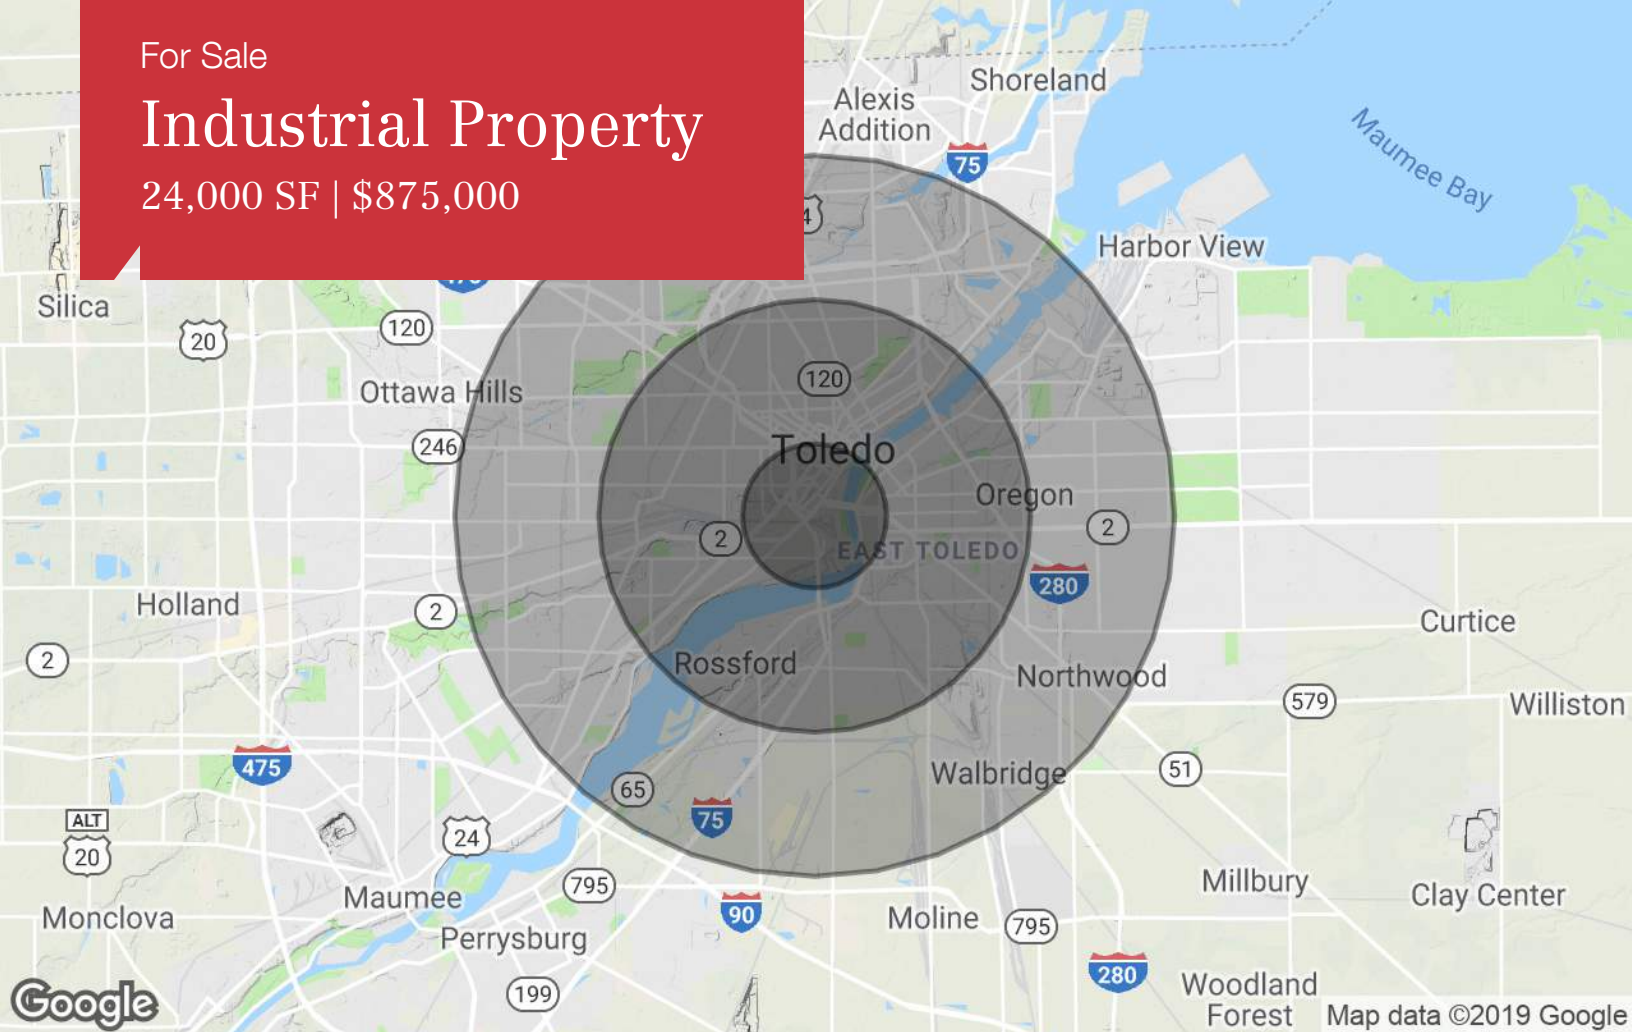 For Sale
Industrial Property
24,000 SF | $875,000
Shoreland
Alexis
Addition
75
Maumee Bay
Harbor View
Silica
20
120
Ottawa Hills
120
246
Toledo
Oregon
2
2
EAST TOLEDO
280
Holland
2
Curtice
2
Rossford
Northwood
579
Williston
475
Walbridge
51
65
75
ALT
20
24
Millbury
795
Maumee
Clay Center
90
Monclova
Moline
795
Perrysburg
280
199
Woodland
Forest
Google
Map data ©2019 Google